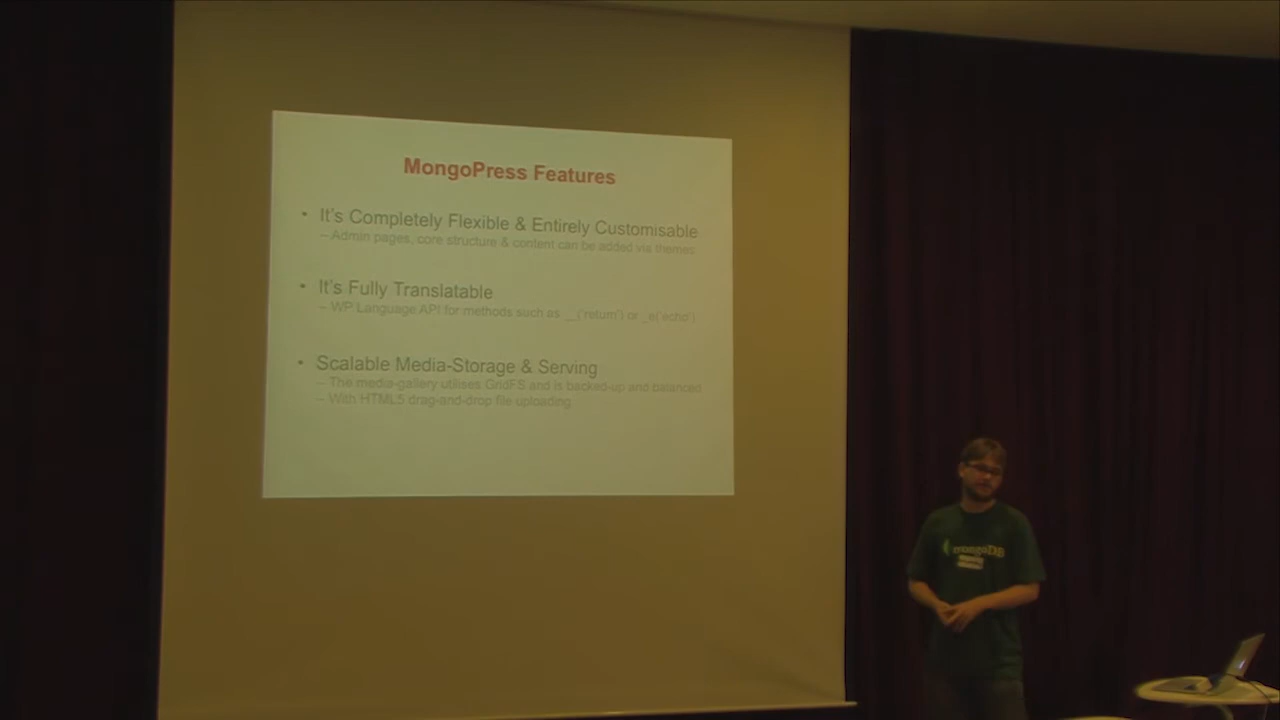 MongoPress Features
• It's Completely Flexible & Entirely Customisable
– Admin pages, core structure & content can be added via themes
• It's Fully Translatable
– WP Language API for methods such as __('return') or _e('echo')
• Scalable Media-Storage & Serving
– The media-gallery utilises GridFS and is backed-up and balanced
– With HTML5 drag-and-drop file uploading
mongoDB